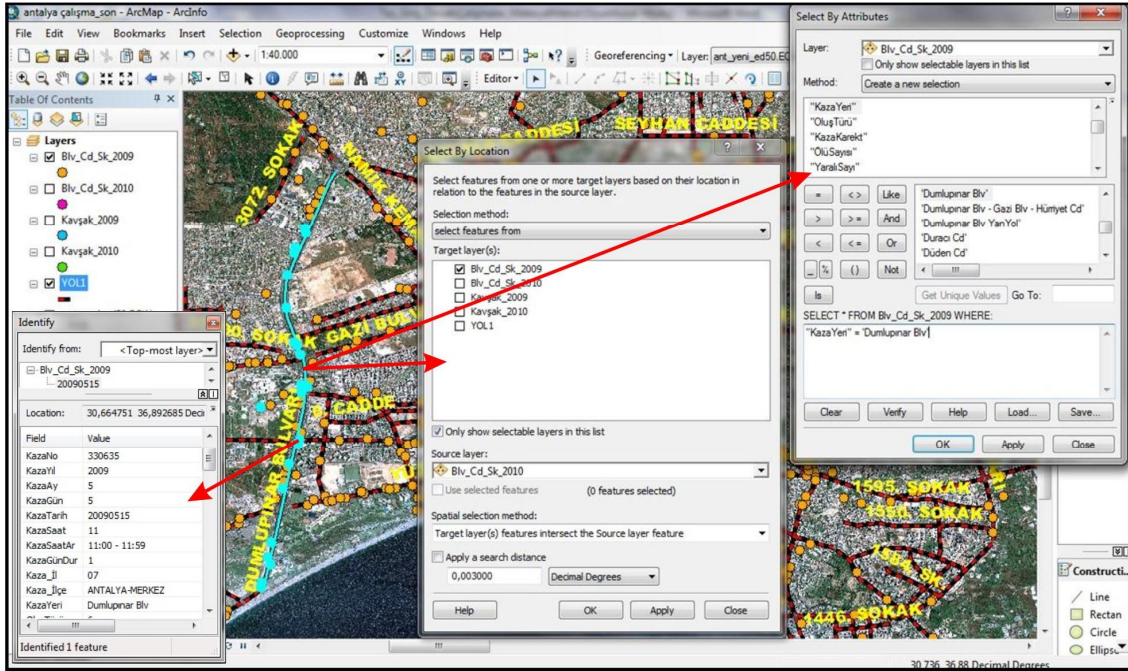 antalya çalışma_son - ArcMap - ArcInfo
File Edit View Bookmarks Insert Selection Geoprocessing Customize Windows Help
1:40.000
Georeferencing Layer: ant_yeni_ed50.EC
Editor
Table Of Contents
Layers
Blv_Cd_Sk_2009
Blv_Cd_Sk_2010
Kavşak_2009
Kavşak_2010
YOL1
3072. SOKAK
NAMIK KEM
CADDESİ
SEYHAN CADDESİ
SOKAK
GAZİ BUL
CADDE
DUMLUPINAR BULVARI
1595. SOKAK
1550. SOKAK
1584. SK
1446. SOKAK
Identify
Identify from: <Top-most layer>
Blv_Cd_Sk_2009
20090515
Location: 30,664751 36,892685 Deci
Field Value
KazaNo 330635
KazaYıl 2009
KazaAy 5
KazaGün 5
KazaTarih 20090515
KazaSaat 11
KazaSaatAr 11:00 - 11:59
KazaGünDur 1
Kaza_İl 07
Kaza_İlçe ANTALYA-MERKEZ
KazaYeri Dumlupınar Blv
Identified 1 feature
Select By Location
Select features from one or more target layers based on their location in
relation to the features in the source layer.
Selection method:
select features from
Target layer(s):
Blv_Cd_Sk_2009
Blv_Cd_Sk_2010
Kavşak_2009
Kavşak_2010
YOL1
Only show selectable layers in this list
Source layer:
Blv_Cd_Sk_2010
Use selected features (0 features selected)
Spatial selection method:
Target layer(s) features intersect the Source layer feature
Apply a search distance
0,003000 Decimal Degrees
Help OK Apply Close
Select By Attributes
Layer: Blv_Cd_Sk_2009
Only show selectable layers in this list
Method: Create a new selection
"KazaYeri"
"OluşTürü"
"KazaKarekt"
"ÖlüSayısı"
"YaralıSayı"
= < > Like
> > = And
< < = Or
_ % () Not
Is
'Dumlupınar Blv'
'Dumlupınar Blv - Gazi Blv - Hürriyet Cd'
'Dumlupınar Blv YanYol'
'Duracı Cd'
'Düden Cd'
Get Unique Values Go To:
SELECT * FROM Blv_Cd_Sk_2009 WHERE:
"KazaYeri" = 'Dumlupınar Blv'
Clear Verify Help Load... Save...
OK Apply Close
Constructi..
Line
Rectan
Circle
Ellips
30,736 36,88 Decimal Degrees